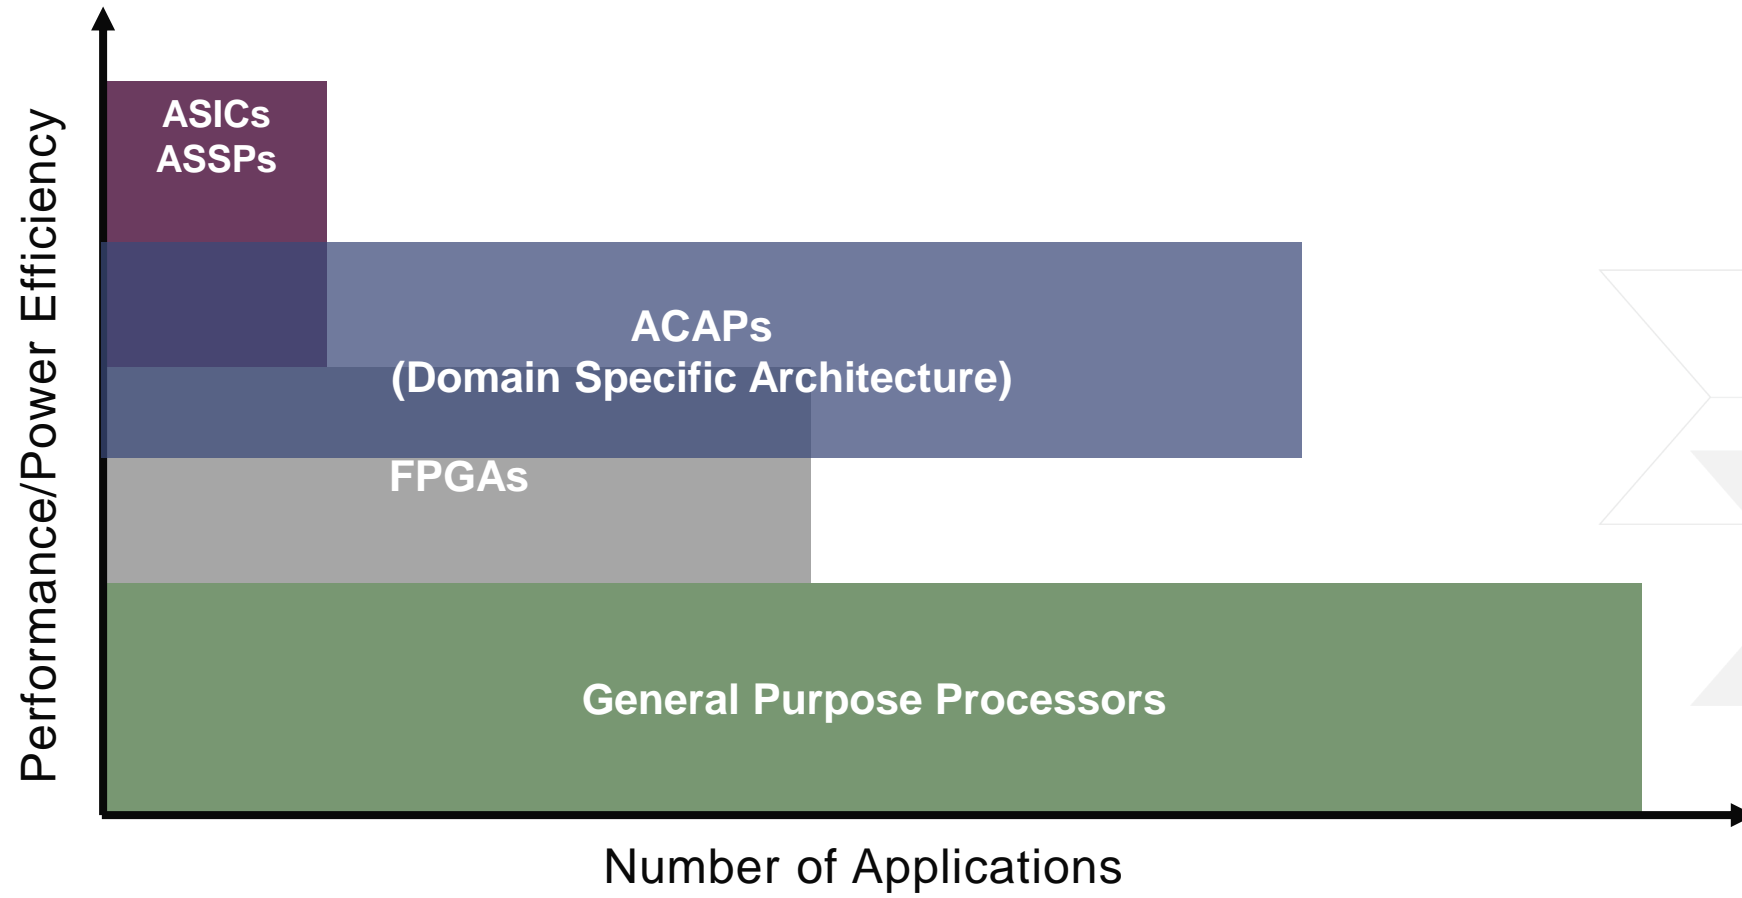 Performance/Power Efficiency
ASICs
ASSPs
ACAPs
(Domain Specific Architecture)
FPGAs
General Purpose Processors
Number of Applications